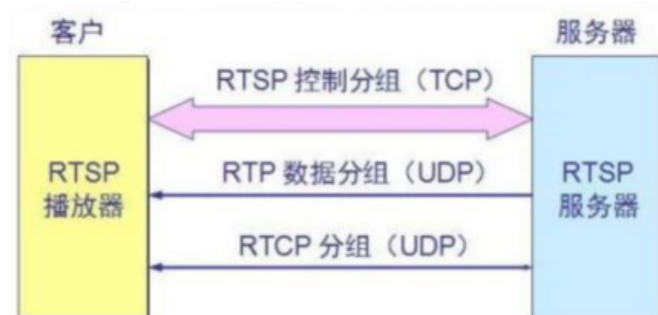 客户
服务器
RTSP 控制分组（TCP）
RTSP
播放器
RTP 数据分组（UDP）
RTSP
服务器
RTCP 分组（UDP）